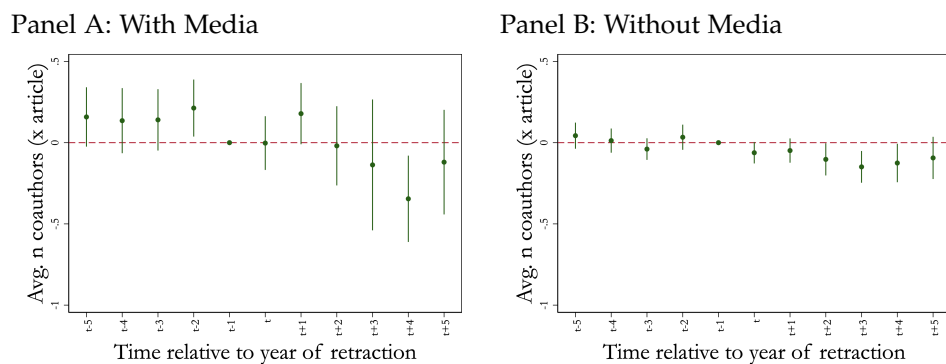 Panel A: With Media
Avg. n coauthors (x article)
.5
0
-.5
-1
t-5
t-4
t-3
t-2
t-1
t
t+1
t+2
t+3
t+4
t+5
Time relative to year of retraction
Panel B: Without Media
Avg. n coauthors (x article)
.5
0
-.5
-1
t-5
t-4
t-3
t-2
t-1
t
t+1
t+2
t+3
t+4
t+5
Time relative to year of retraction